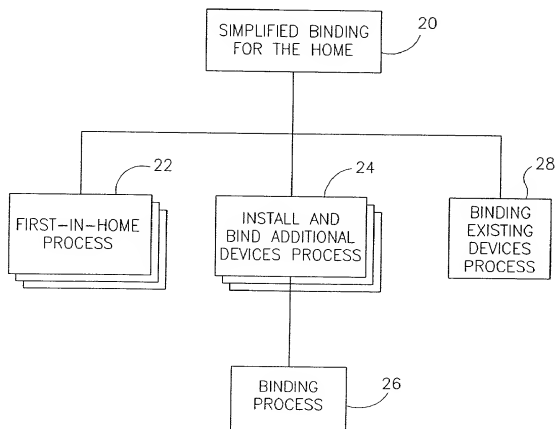 SIMPLIFIED BINDING
FOR THE HOME
20
22
FIRST-IN-HOME
PROCESS
24
INSTALL AND
BIND ADDITIONAL
DEVICES PROCESS
28
BINDING
EXISTING
DEVICES
PROCESS
BINDING
PROCESS
26